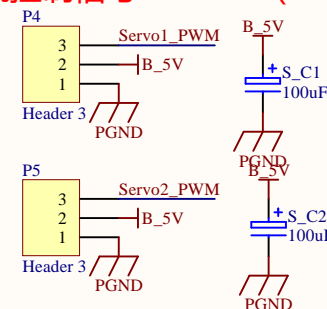 P4
3
Servo1_PWM
2
B_5V
1
Header 3
PGND
B_5V
S_C1
100uF
PGND
P5
3
Servo2_PWM
2
B_5V
1
Header 3
PGND
B_5V
S_C2
PGND